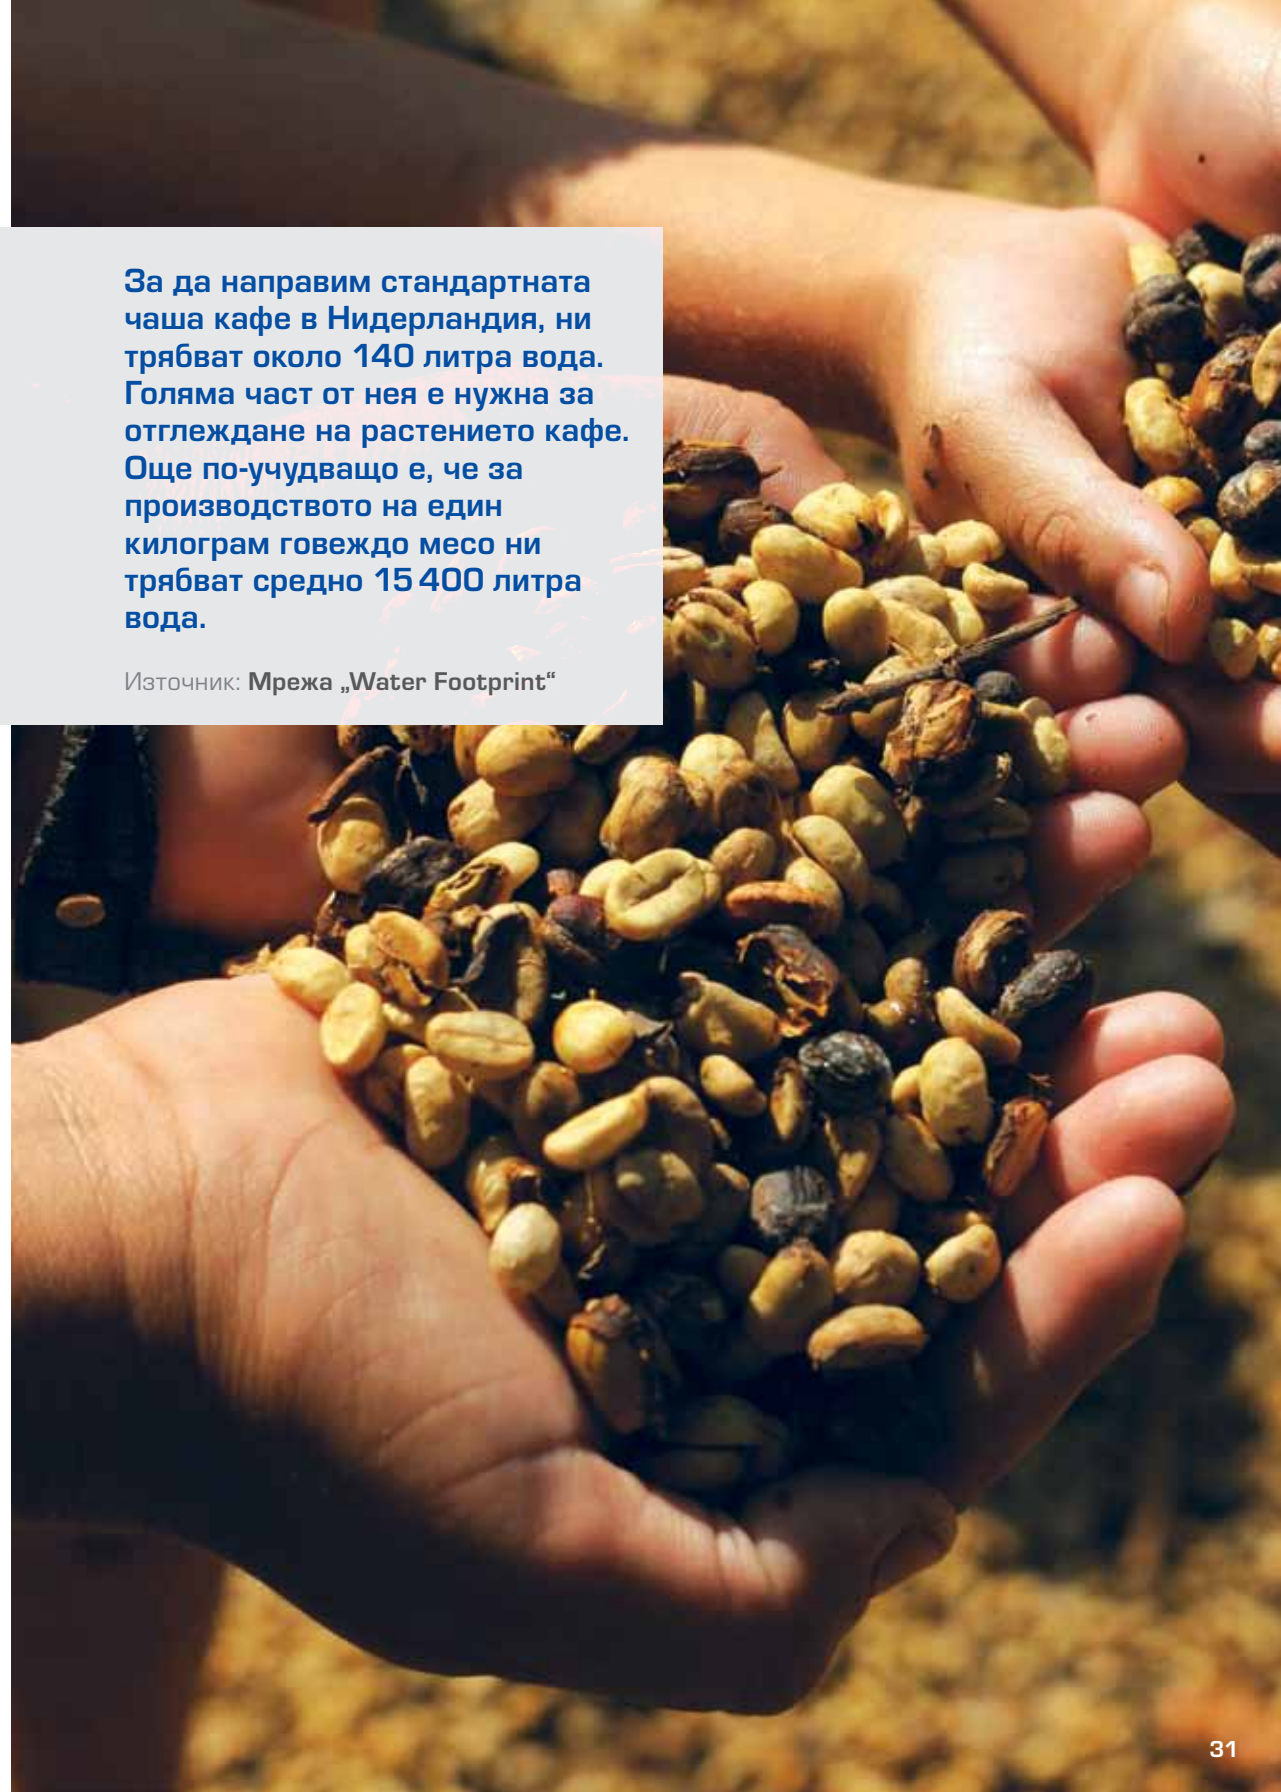 За да направим стандартната
чаша кафе в Нидерландия, ни
трябват около 140 литра вода.
Голяма част от нея е нужна за
отглеждане на растението кафе.
Още по-учудващо е, че за
производството на един
килограм говеждо месо ни
трябват средно 15 400 литра
вода.
Източник: Мрежа „Water Footprint“
31